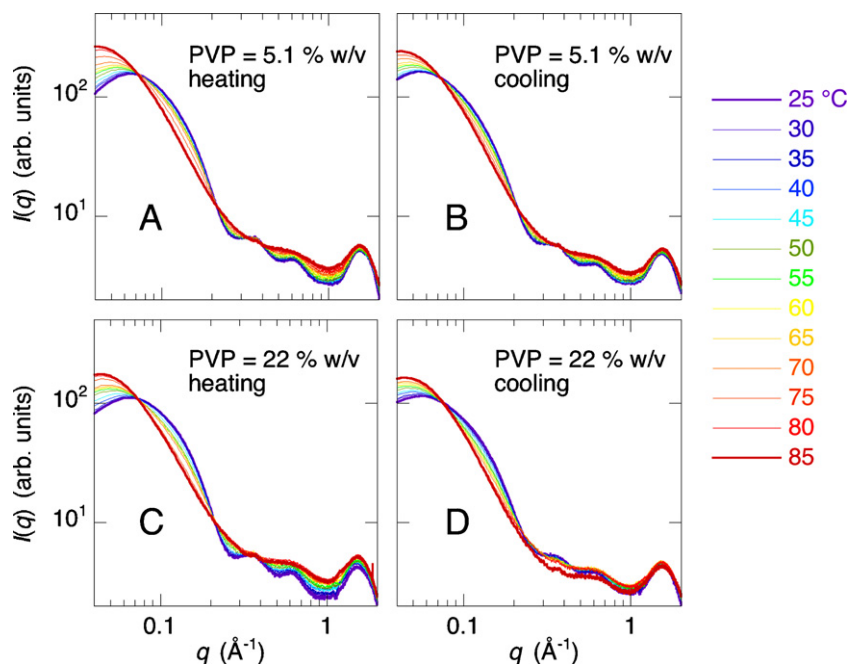 PVP = 5.1 % w/v
heating
A
10²
10¹
I(q) (arb. units)
PVP = 5.1 % w/v
cooling
B
PVP = 22 % w/v
heating
C
10²
10¹
I(q) (arb. units)
0.1
1
q (Å⁻¹)
PVP = 22 % w/v
cooling
D
0.1
1
q (Å⁻¹)
25 °C
30
35
40
45
50
55
60
65
70
75
80
85